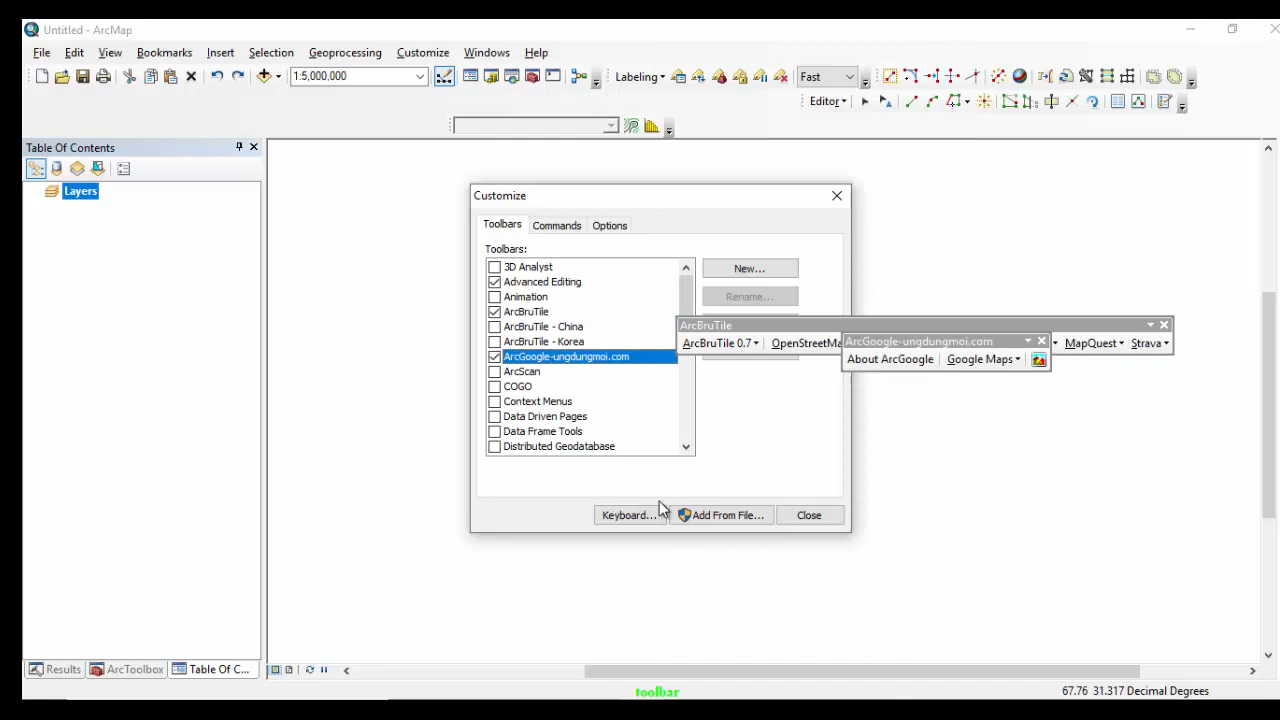 Untitled - ArcMap
File Edit View Bookmarks Insert Selection Geoprocessing Customize Windows Help
1:5,000,000 Labeling Fast
Editor
Table Of Contents
Layers
Customize
Toolbars Commands Options
Toolbars:
3D Analyst
Advanced Editing
Animation
ArcBruTile
ArcBruTile - China
ArcBruTile - Korea
ArcGoogle-ungdungmoi.com
ArcScan
COGO
Context Menus
Data Driven Pages
Data Frame Tools
Distributed Geodatabase
New...
Rename...
ArcBruTile
ArcBruTile 0.7 OpenStreetMa MapQuest Strava
ArcGoogle-ungdungmoi.com
About ArcGoogle Google Maps
Keyboard... Add From File... Close
Results ArcToolbox Table Of C...
toolbar
67.76 31.317 Decimal Degrees